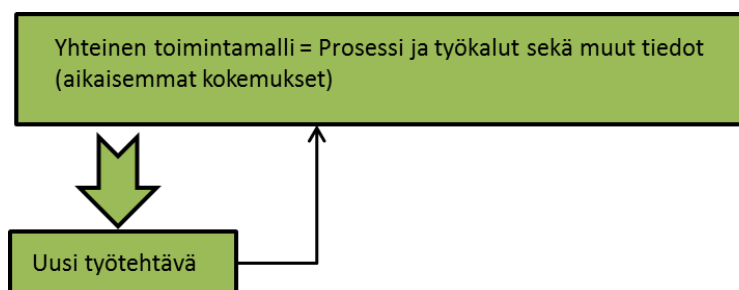 Yhteinen toimintamalli = Prosessi ja työkalut sekä muut tiedot
(aikaisemmat kokemukset)
Uusi työtehtävä